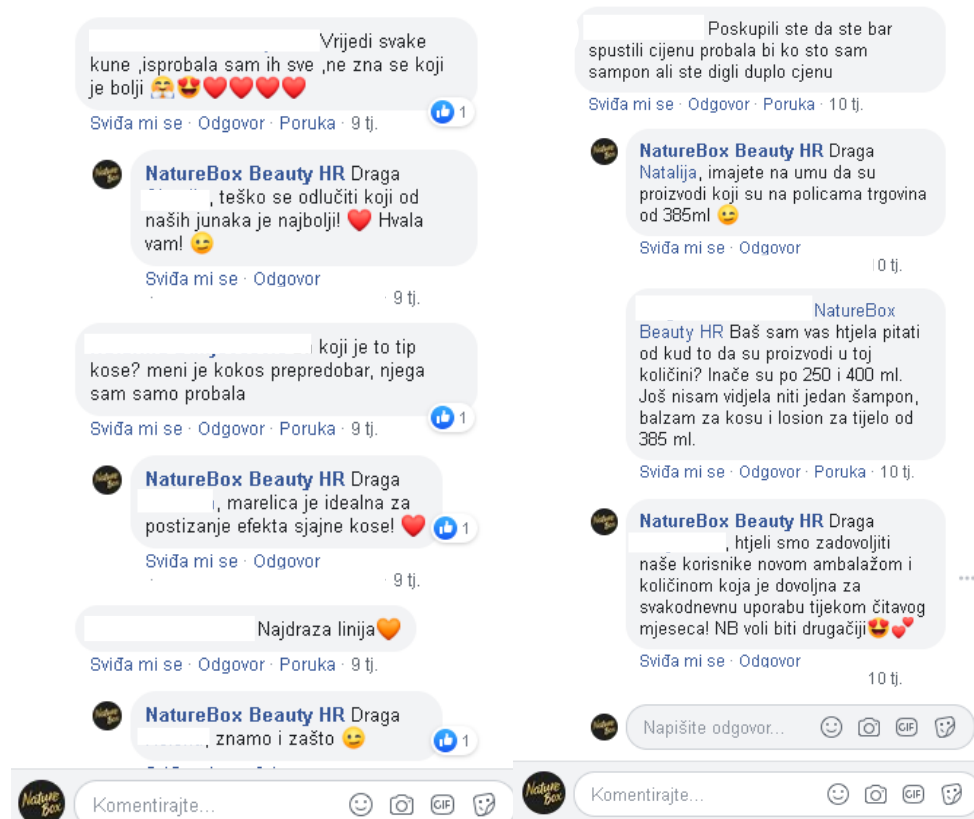 Vrijedi svake
kune ,isprobala sam ih sve ,ne zna se koji
je bolji 🤗😍❤️❤️❤️❤️
1
Sviđa mi se · Odgovor · Poruka · 9 tj.
NatureBox Beauty HR Draga
, teško se odlučiti koji od
naših junaka je najbolji! ❤️ Hvala
vam! 😉
Sviđa mi se · Odgovor
· 9 tj.
koji je to tip
kose? meni je kokos prepredobar, njega
sam samo probala
1
Sviđa mi se · Odgovor · Poruka · 9 tj.
NatureBox Beauty HR Draga
, marelica je idealna za
postizanje efekta sjajne kose! ❤️
1
Sviđa mi se · Odgovor
· 9 tj.
Najdraza linija🧡
Sviđa mi se · Odgovor · Poruka · 9 tj.
NatureBox Beauty HR Draga
, znamo i zašto 😉
1
Nature
Box
Komentirajte...
GIF
Poskupili ste da ste bar
spustili cijenu probala bi ko sto sam
sampon ali ste digli duplo cjenu
Sviđa mi se · Odgovor · Poruka · 10 tj.
NatureBox Beauty HR Draga
Natalija, imajete na umu da su
proizvodi koji su na policama trgovina
od 385ml 😉
Sviđa mi se · Odgovor
0 tj.
NatureBox
Beauty HR Baš sam vas htjela pitati
od kud to da su proizvodi u toj
količini? Inače su po 250 i 400 ml.
Još nisam vidjela niti jedan šampon,
balzam za kosu i losion za tijelo od
385 ml.
Sviđa mi se · Odgovor · Poruka · 10 tj.
NatureBox Beauty HR Draga
, htjeli smo zadovoljiti
naše korisnike novom ambalažom i
količinom koja je dovoljna za
svakodnevnu uporabu tijekom čitavog
mjeseca! NB voli biti drugačiji😍💕
Sviđa mi se · Odgovor
10 tj.
Napišite odgovor...
GIF
Nature
Box
Komentirajte...
GIF